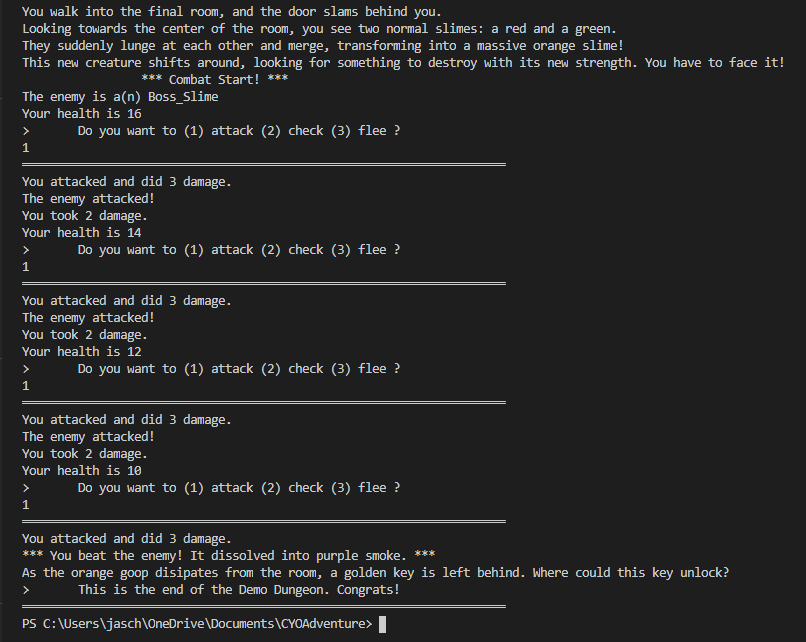 You walk into the final room, and the door slams behind you.
Looking towards the center of the room, you see two normal slimes: a red and a green.
They suddenly lunge at each other and merge, transforming into a massive orange slime!
This new creature shifts around, looking for something to destroy with its new strength. You have to face it!
*** Combat Start! ***
The enemy is a(n) Boss_Slime
Your health is 16
> Do you want to (1) attack (2) check (3) flee ?
1
You attacked and did 3 damage.
The enemy attacked!
You took 2 damage.
Your health is 14
> Do you want to (1) attack (2) check (3) flee ?
1
You attacked and did 3 damage.
The enemy attacked!
You took 2 damage.
Your health is 12
> Do you want to (1) attack (2) check (3) flee ?
1
You attacked and did 3 damage.
The enemy attacked!
You took 2 damage.
Your health is 10
> Do you want to (1) attack (2) check (3) flee ?
1
You attacked and did 3 damage.
*** You beat the enemy! It dissolved into purple smoke. ***
As the orange goop disipates from the room, a golden key is left behind. Where could this key unlock?
> This is the end of the Demo Dungeon. Congrats!
PS C:\Users\jasch\OneDrive\Documents\CYOAdventure>